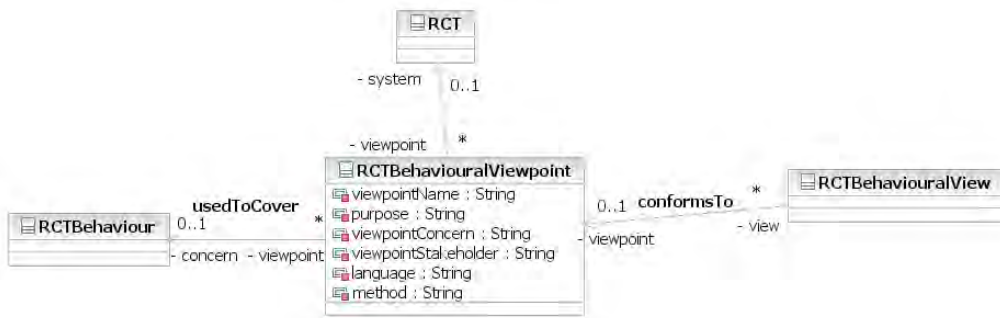 RCT
- system
0..1
- viewpoint
*
RCTBehaviouralViewpoint
viewpointName : String
purpose : String
viewpointConcern : String
viewpointStakeholder : String
language : String
method : String
RCTBehaviour
usedToCover
0..1
*
- concern
- viewpoint
0..1
conformsTo
*
- viewpoint
- view
RCTBehaviouralView